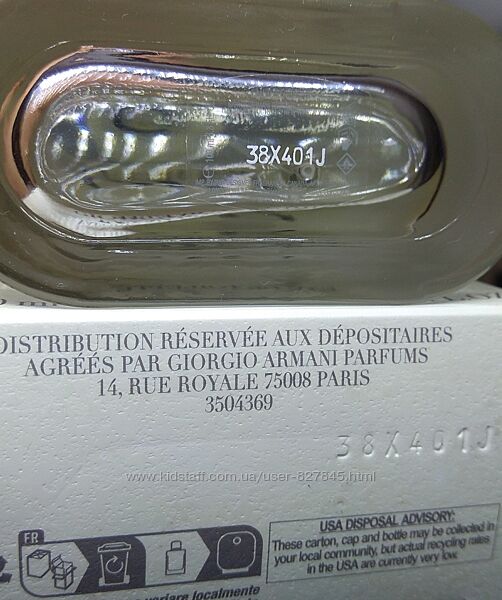 38X401J
DISTRIBUTION RÉSERVÉE AUX DÉPOSITAIRES
AGRÉÉS PAR GIORGIO ARMANI PARFUMS
14, RUE ROYALE 75008 PARIS
3504369
38X401J
www.kidstaff.com.ua/user-827845.html
FR
USA DISPOSAL ADVISORY:
These carton, cap and bottle may be collected in
your local community, but actual recycling rates
in the USA are currently very low.
variare localmente